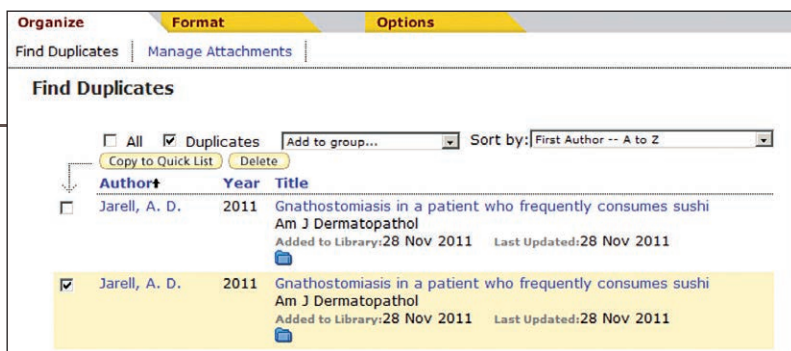 Organize Format Options
Find Duplicates Manage Attachments
Find Duplicates
All Duplicates Add to group... Sort by: First Author -- A to Z
Copy to Quick List Delete
Author Year Title
Jarell, A. D. 2011 Gnathostomiasis in a patient who frequently consumes sushi
Am J Dermatopathol
Added to Library:28 Nov 2011 Last Updated:28 Nov 2011
Jarell, A. D. 2011 Gnathostomiasis in a patient who frequently consumes sushi
Am J Dermatopathol
Added to Library:28 Nov 2011 Last Updated:28 Nov 2011